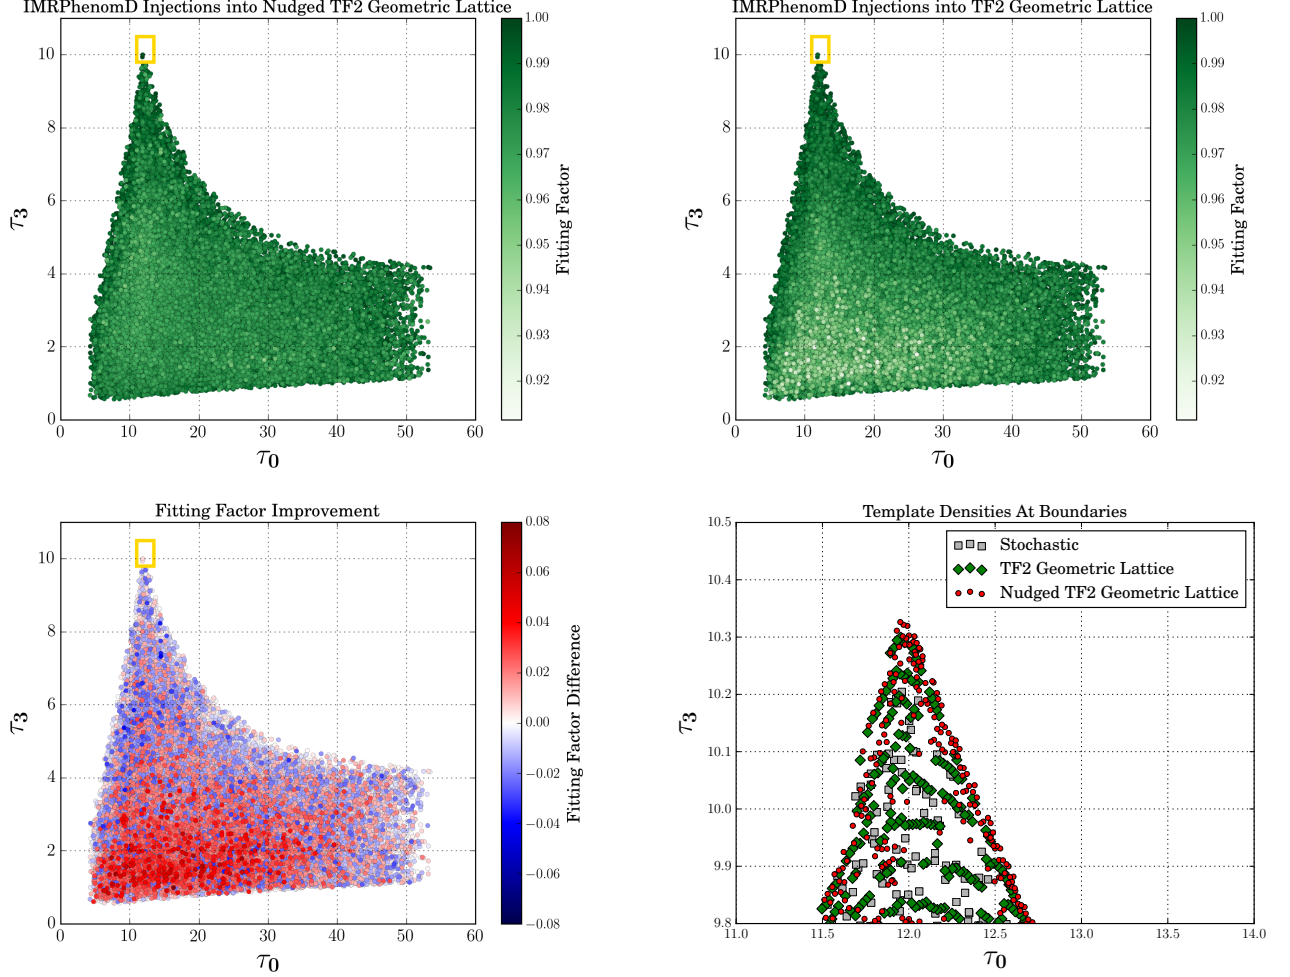 IMRPhenomD Injections into Nudged TF2 Geometric Lattice
10
8
6
4
2
0
τ3
0 10 20 30 40 50 60
τ0
1.00
0.99
0.98
0.97
0.96
0.95
0.94
0.93
0.92
Fitting Factor
IMRPhenomD Injections into TF2 Geometric Lattice
10
8
6
4
2
0
τ3
0 10 20 30 40 50 60
τ0
1.00
0.99
0.98
0.97
0.96
0.95
0.94
0.93
0.92
Fitting Factor
Fitting Factor Improvement
10
8
6
4
2
0
τ3
0 10 20 30 40 50 60
τ0
0.08
0.06
0.04
0.02
0.00
−0.02
−0.04
−0.06
−0.08
Fitting Factor Difference
Template Densities At Boundaries
Stochastic
TF2 Geometric Lattice
Nudged TF2 Geometric Lattice
10.5
10.4
10.3
10.2
10.1
10.0
9.9
9.8
τ3
11.0 11.5 12.0 12.5 13.0 13.5 14.0
τ0